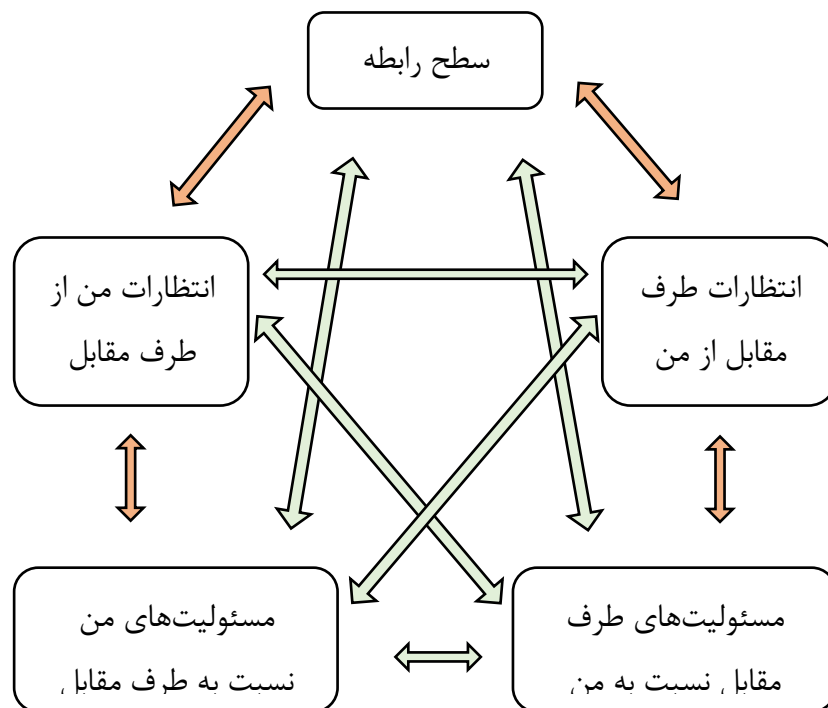 سطح رابطه
انتظارات طرف
مقابل از من
انتظارات من از
طرف مقابل
مسئولیت‌های طرف
مقابل نسبت به من
مسئولیت‌های من
نسبت به طرف مقابل